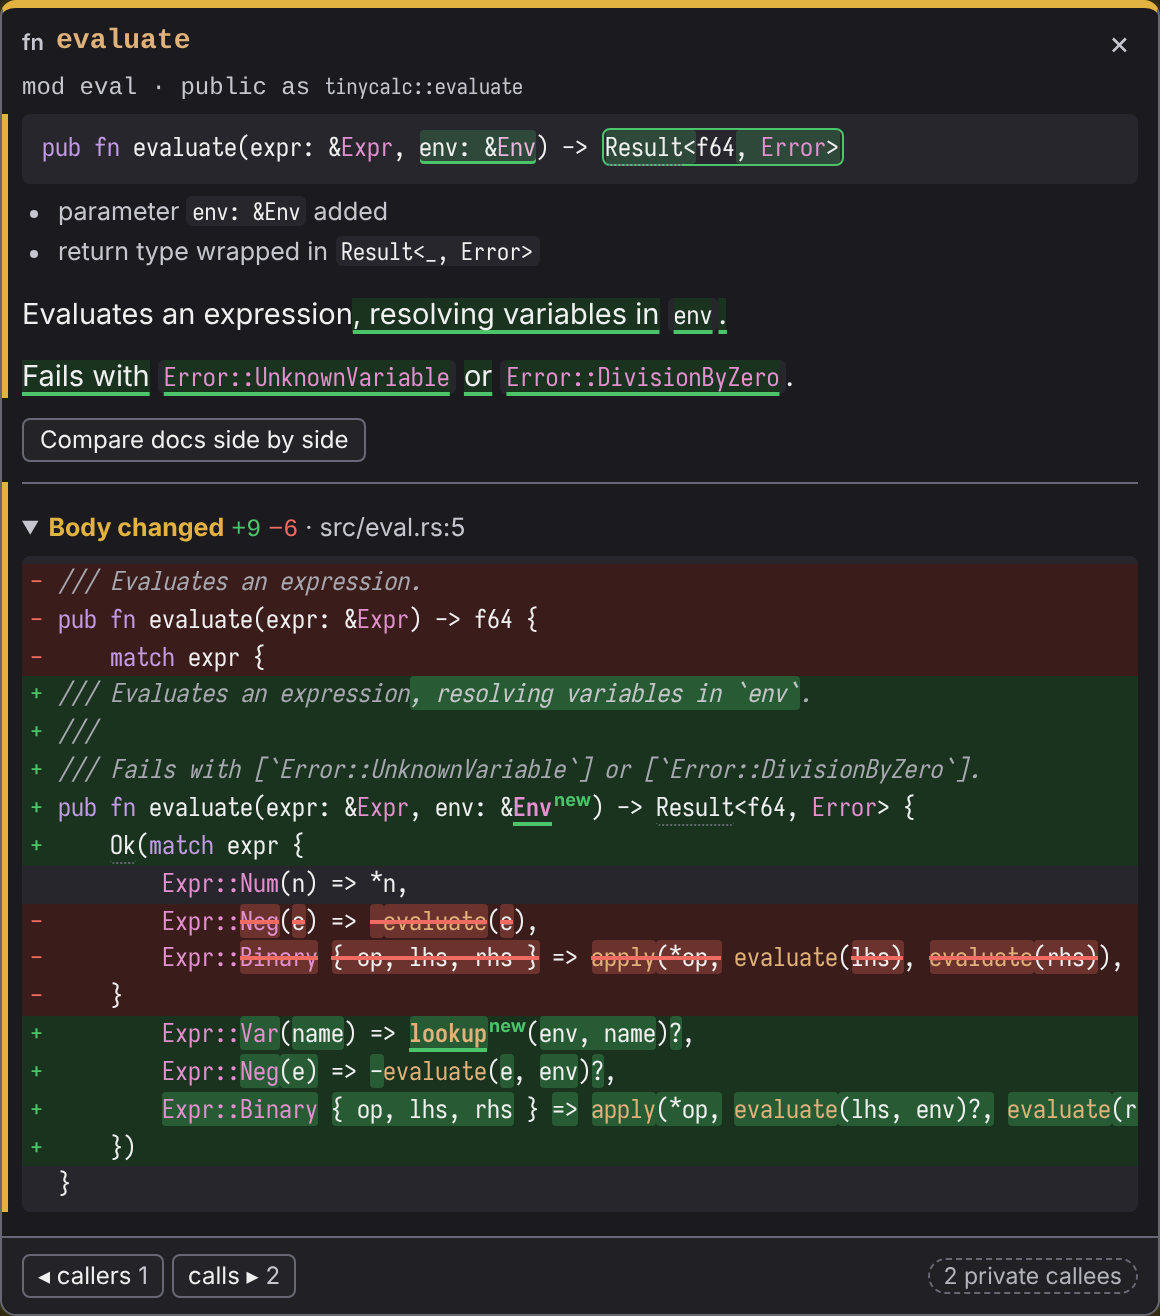 fn evaluate ×
mod eval · public as tinycalc::evaluate
pub fn evaluate(expr: &Expr, env: &Env) -> Result<f64, Error>
• parameter env: &Env added
• return type wrapped in Result<_, Error>
Evaluates an expression, resolving variables in env.
Fails with Error::UnknownVariable or Error::DivisionByZero.
Compare docs side by side
▼ Body changed +9 −6 · src/eval.rs:5
− /// Evaluates an expression.
− pub fn evaluate(expr: &Expr) -> f64 {
−     match expr {
+ /// Evaluates an expression, resolving variables in `env`.
+ ///
+ /// Fails with [`Error::UnknownVariable`] or [`Error::DivisionByZero`].
+ pub fn evaluate(expr: &Expr, env: &Env new) -> Result<f64, Error> {
+     Ok(match expr {
        Expr::Num(n) => *n,
−         Expr::Neg(e) => -evaluate(e),
−         Expr::Binary { op, lhs, rhs } => apply(*op, evaluate(lhs), evaluate(rhs)),
−     }
+         Expr::Var(name) => lookup new(env, name)?,
+         Expr::Neg(e) => -evaluate(e, env)?,
+         Expr::Binary { op, lhs, rhs } => apply(*op, evaluate(lhs, env)?, evaluate(r
+     })
}
◂ callers 1 calls ▸ 2 2 private callees